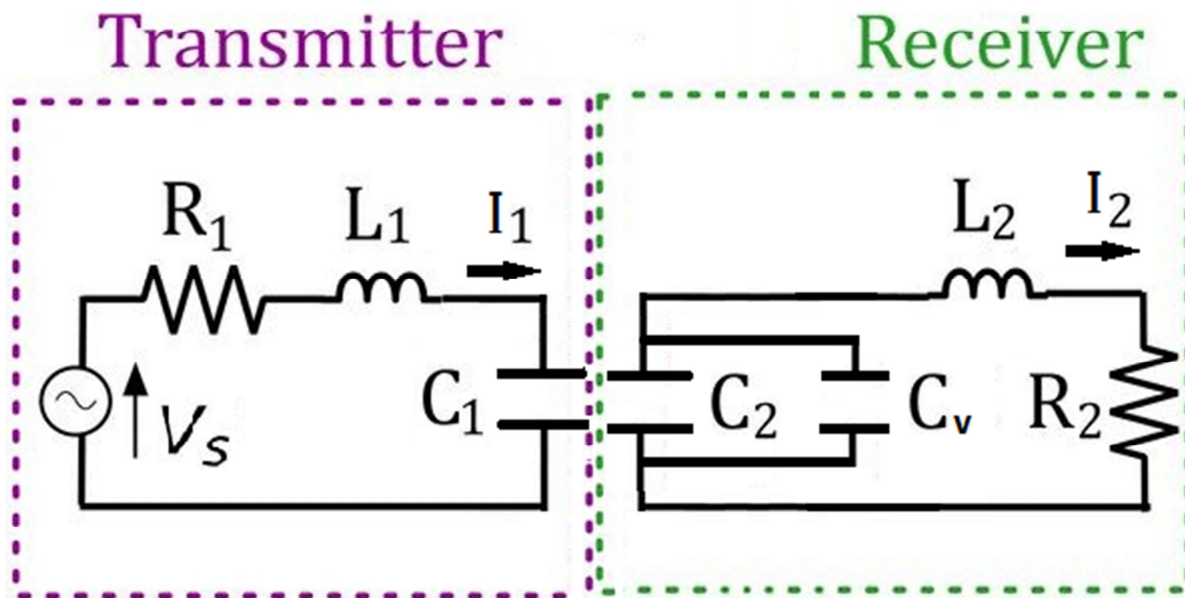 Transmitter
Receiver
R₁
L₁
I₁
L₂
I₂
C₁
C₂
Cᵥ
R₂
Vₛ